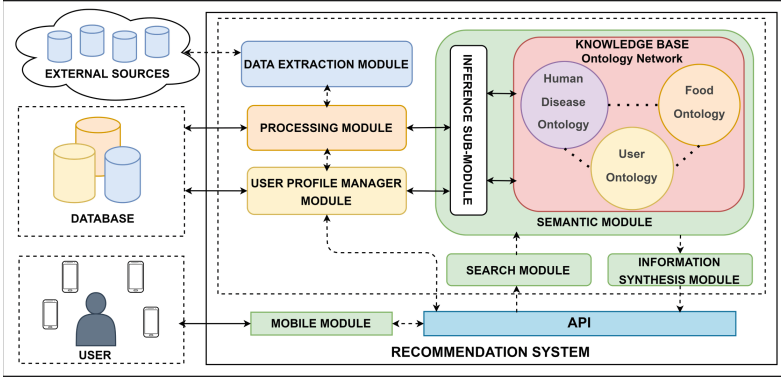 EXTERNAL SOURCES
DATA EXTRACTION MODULE
PROCESSING MODULE
USER PROFILE MANAGER
MODULE
DATABASE
INFERENCE SUB-MODULE
KNOWLEDGE BASE
Ontology Network
Human
Disease
Ontology
Food
Ontology
User
Ontology
SEMANTIC MODULE
SEARCH MODULE
INFORMATION
SYNTHESIS MODULE
USER
MOBILE MODULE
API
RECOMMENDATION SYSTEM